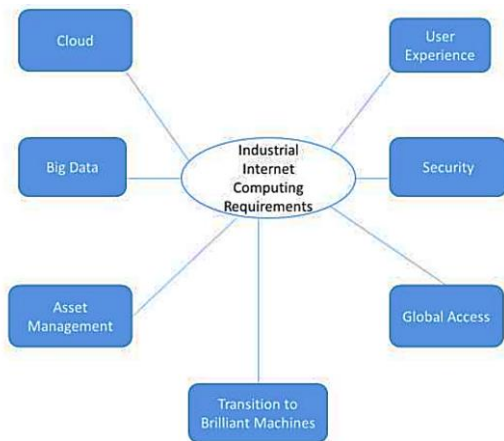 Cloud
User
Experience
Industrial
Internet
Computing
Requirements
Big Data
Security
Asset
Management
Global Access
Transition to
Brilliant Machines